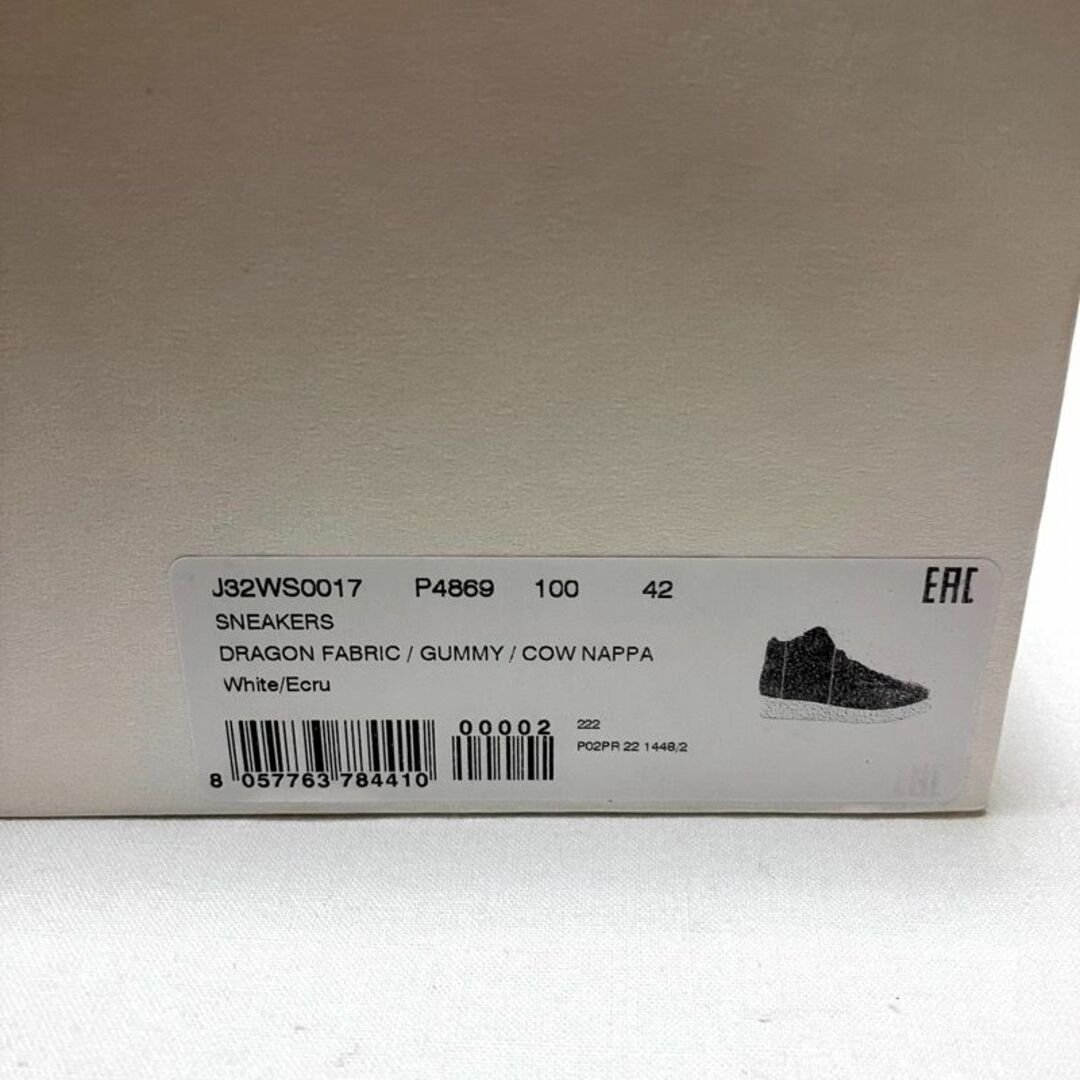 J32WS0017 P4869 100 42
EAC
SNEAKERS
DRAGON FABRIC / GUMMY / COW NAPPA
White/Ecru
00002
222
P02PR 22 1448/2
8 057763 784410
EAC